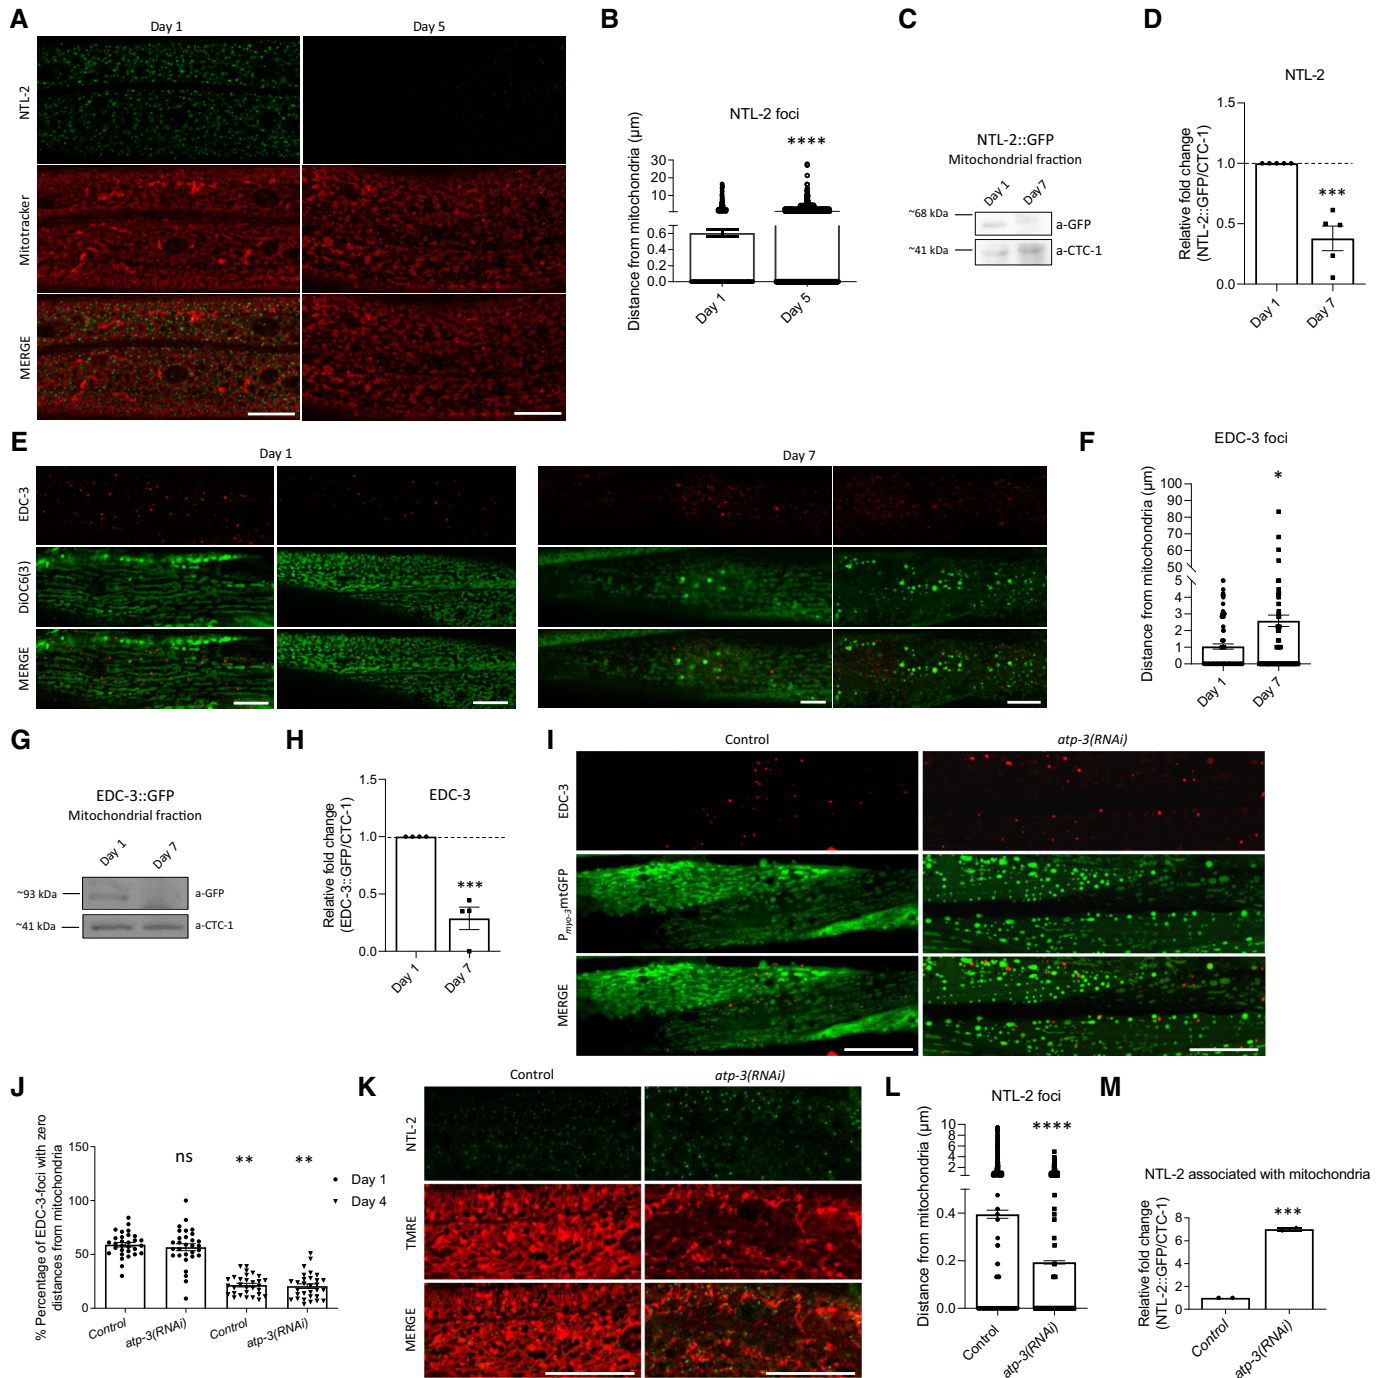 A
Day 1
Day 5
NTL-2
Mitotracker
MERGE
B
NTL-2 foci
****
Distance from mitochondria (µm)
30
20
10
0.6
0.4
0.2
0.0
Day 1
Day 5
C
NTL-2::GFP
Mitochondrial fraction
Day 1
Day 7
~68 kDa
a-GFP
~41 kDa
a-CTC-1
D
NTL-2
Relative fold change
(NTL-2::GFP/CTC-1)
1.5
1.0
0.5
0.0
***
Day 1
Day 7
E
Day 1
Day 7
EDC-3
DiOC6(3)
MERGE
F
EDC-3 foci
*
Distance from mitochondria (µm)
100
90
80
70
60
50
5
4
3
2
1
0
Day 1
Day 7
G
EDC-3::GFP
Mitochondrial fraction
Day 1
Day 7
~93 kDa
a-GFP
~41 kDa
a-CTC-1
H
EDC-3
Relative fold change
(EDC-3::GFP/CTC-1)
1.5
1.0
0.5
0.0
***
Day 1
Day 7
I
Control
atp-3(RNAi)
EDC-3
Pmyo-3mtGFP
MERGE
J
% Percentage of EDC-3-foci with zero
distances from mitochondria
150
100
50
0
ns
**
**
Day 1
Day 4
Control
atp-3(RNAi)
Control
atp-3(RNAi)
K
Control
atp-3(RNAi)
NTL-2
TMRE
MERGE
L
NTL-2 foci
****
Distance from mitochondria (µm)
10
8
6
4
2
0.4
0.2
0.0
Control
atp-3(RNAi)
M
NTL-2 associated with mitochondria
***
Relative fold change
(NTL-2::GFP/CTC-1)
8
6
4
2
0
Control
atp-3(RNAi)